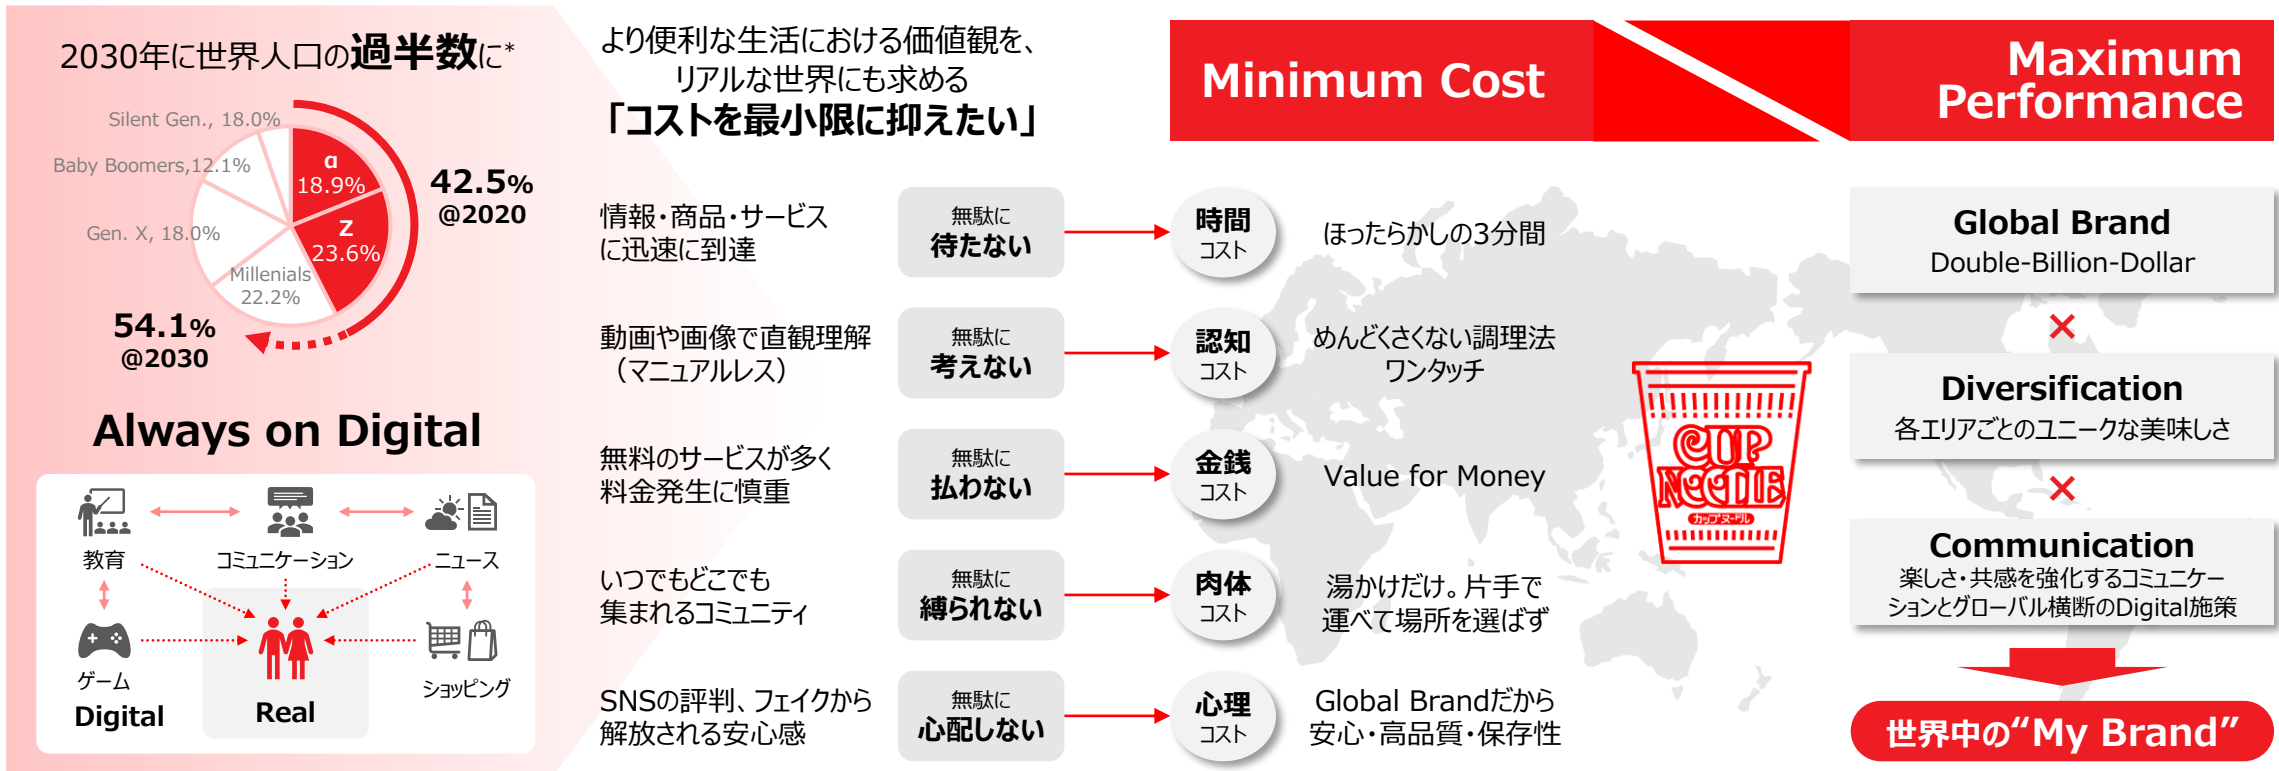 2030年に世界人口の過半数に*
Silent Gen., 18.0%
Baby Boomers,12.1%
Gen. X, 18.0%
Millenials
22.2%
α
18.9%
Z
23.6%
42.5%
@2020
54.1%
@2030
Always on Digital
教育
コミュニケーション
ニュース
ゲーム
ショッピング
Digital
Real
より便利な生活における価値観を、
リアルな世界にも求める
「コストを最小限に抑えたい」
Minimum Cost
Maximum
Performance
情報・商品・サービス
に迅速に到達
無駄に
待たない
時間
コスト
ほったらかしの3分間
動画や画像で直観理解
（マニュアルレス）
無駄に
考えない
認知
コスト
めんどくさくない調理法
ワンタッチ
無料のサービスが多く
料金発生に慎重
無駄に
払わない
金銭
コスト
Value for Money
いつでもどこでも
集まれるコミュニティ
無駄に
縛られない
肉体
コスト
湯かけだけ。片手で
運べて場所を選ばず
SNSの評判、フェイクから
解放される安心感
無駄に
心配しない
心理
コスト
Global Brandだから
安心・高品質・保存性
CUP
NOODLE
カップヌードル
Global Brand
Double-Billion-Dollar
×
Diversification
各エリアごとのユニークな美味しさ
×
Communication
楽しさ・共感を強化するコミュニケー
ションとグローバル横断のDigital施策
世界中の“My Brand”